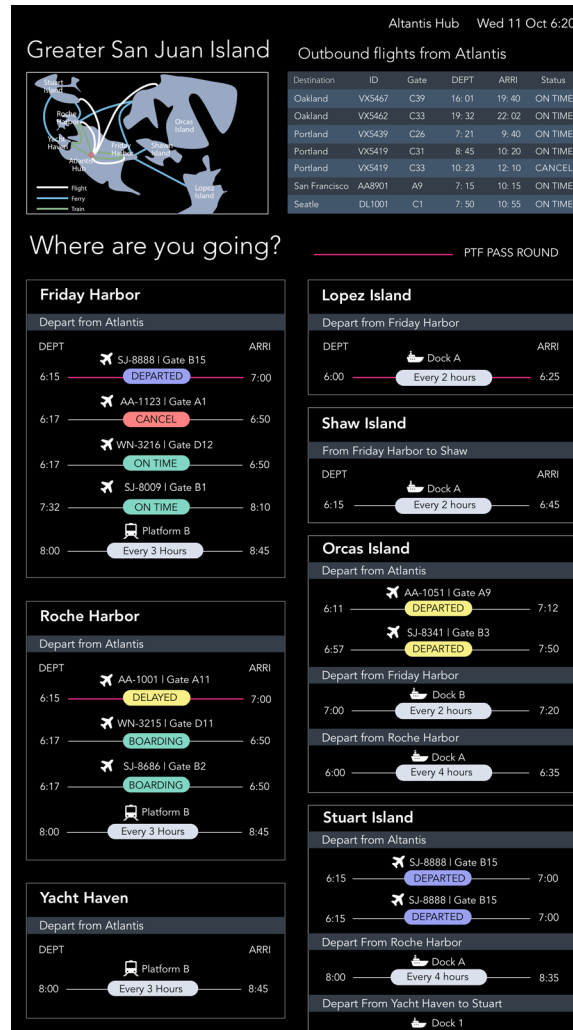 Altantis Hub Wed 11 Oct 6:20
Greater San Juan Island
Stuart
Island
Roche
Harbor
Yacht
Haven
Atlantis
Hub
Friday
Harbor
Shawn
Island
Orcas
Island
Lopez
Island
Flight
Ferry
Train
Outbound flights from Atlantis
Destination ID Gate DEPT ARRI Status
Oakland VX5467 C39 16: 01 19: 40 ON TIME
Oakland VX5462 C33 19: 32 22: 02 ON TIME
Portland VX5439 C26 7: 21 9: 40 ON TIME
Portland VX5419 C31 8: 45 10: 20 ON TIME
Portland VX5419 C33 10: 23 12: 10 CANCEL
San Francisco AA8901 A9 7: 15 10: 15 ON TIME
Seatle DL1001 C1 7: 50 10: 55 ON TIME
Where are you going?
PTF PASS ROUND
Friday Harbor
Depart from Atlantis
DEPT ARRI
SJ-8888 | Gate B15
6:15 DEPARTED 7:00
AA-1123 | Gate A1
6:17 CANCEL 6:50
WN-3216 | Gate D12
6:17 ON TIME 6:50
SJ-8009 | Gate B1
7:32 ON TIME 8:10
Platform B
8:00 Every 3 Hours 8:45
Roche Harbor
Depart from Atlantis
DEPT ARRI
AA-1001 | Gate A11
6:15 DELAYED 7:00
WN-3215 | Gate D11
6:17 BOARDING 6:50
SJ-8686 | Gate B2
6:17 BOARDING 6:50
Platform B
8:00 Every 3 Hours 8:45
Yacht Haven
Depart from Atlantis
DEPT ARRI
Platform B
8:00 Every 3 Hours 8:45
Lopez Island
Depart from Friday Harbor
DEPT ARRI
Dock A
6:00 Every 2 hours 6:25
Shaw Island
From Friday Harbor to Shaw
DEPT ARRI
Dock A
6:15 Every 2 hours 6:45
Orcas Island
Depart from Atlantis
AA-1051 | Gate A9
6:11 DEPARTED 7:12
SJ-8341 | Gate B3
6:57 DEPARTED 7:50
Depart from Friday Harbor
Dock B
7:00 Every 2 hours 7:20
Depart from Roche Harbor
Dock A
6:00 Every 4 hours 6:35
Stuart Island
Depart from Altantis
SJ-8888 | Gate B15
6:15 DEPARTED 7:00
SJ-8888 | Gate B15
6:15 DEPARTED 7:00
Depart From Roche Harbor
Dock A
8:00 Every 4 hours 8:35
Depart From Yacht Haven to Stuart
Dock 1